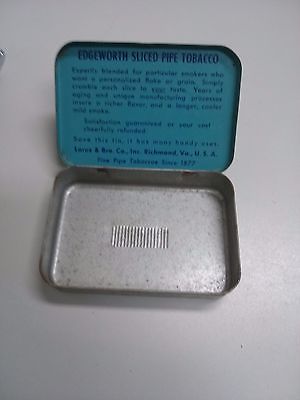 EDGEWORTH SLICED PIPE TOBACCO
Expertly blended for particular smokers who
want a personalized flake or grain. Simply
crumble each slice to your taste. Years of
aging and unique manufacturing processes
insure a richer flavor, and a longer, cooler
mild smoke.
Satisfaction guaranteed or your cost
cheerfully refunded.
Save this tin, it has many handy uses.
Larus & Bro. Co., Inc. Richmond, Va., U. S. A.
Fine Pipe Tobaccos Since 1877